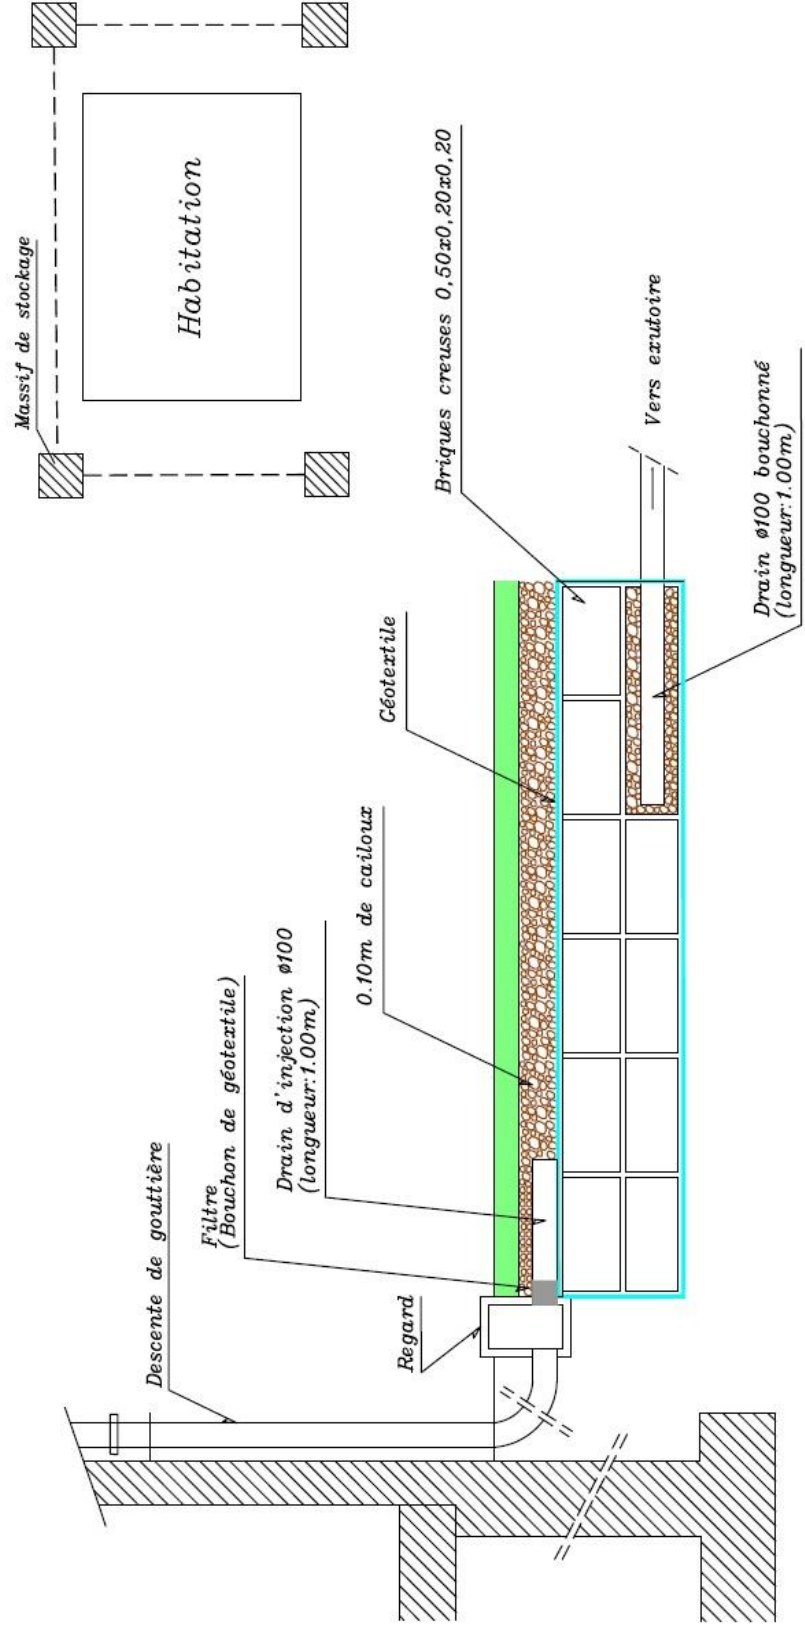 Massif de stockage
Habitation
Descente de gouttière
Filtre
(Bouchon de géotextile)
Drain d'injection ø100
(longueur:1.00m)
0.10m de cailoux
Géotextile
Briques creuses 0,50x0,20x0,20
Regard
Vers exutoire
Drain ø100 bouchonné
(longueur:1.00m)